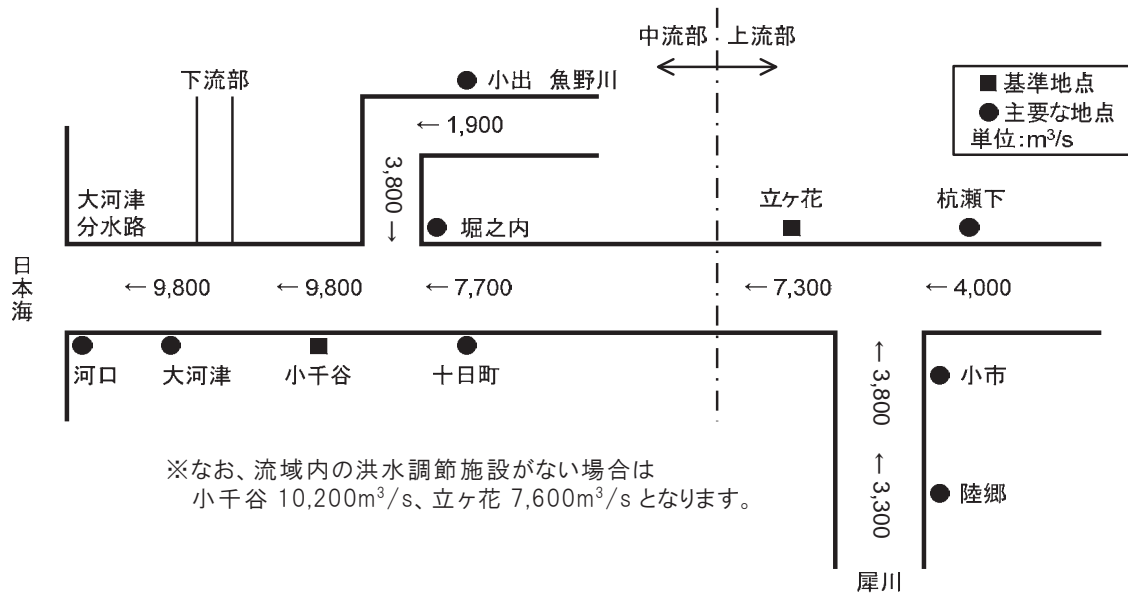 中流部 上流部
下流部
● 小出 魚野川
■ 基準地点
● 主要な地点
単位:m³/s
← 1,900
3,800 →
大河津
分水路
● 堀之内
立ヶ花
杭瀬下
日本海
← 9,800
← 9,800
← 7,700
← 7,300
← 4,000
河口
大河津
小千谷
十日町
← 3,800
小市
← 3,300
陸郷
犀川
※なお、流域内の洪水調節施設がない場合は
小千谷 10,200m³/s、立ヶ花 7,600m³/s となります。